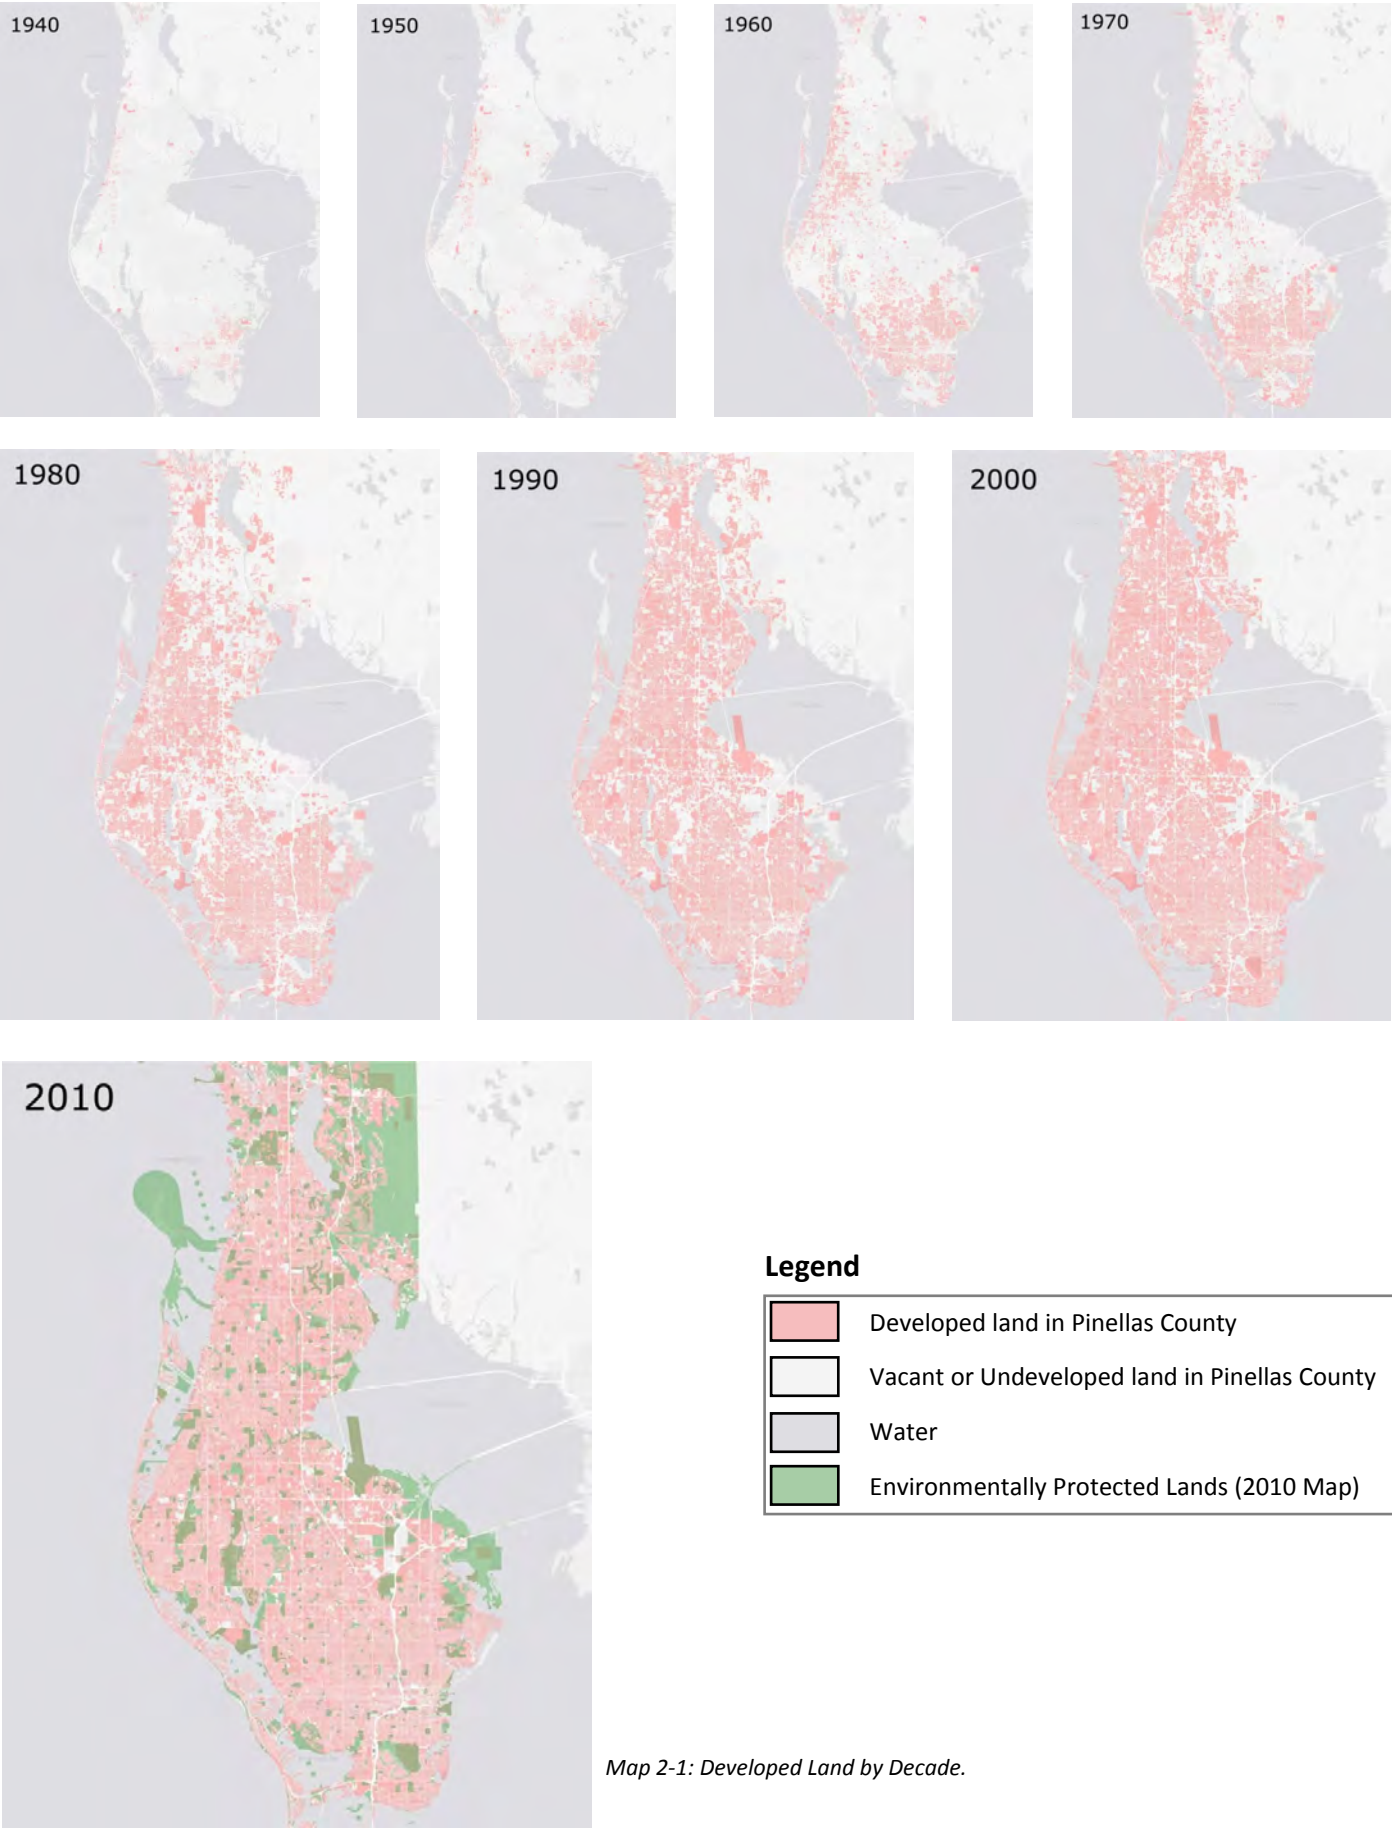 1940
1950
1960
1970
1980
1990
2000
2010
Legend
Developed land in Pinellas County
Vacant or Undeveloped land in Pinellas County
Water
Environmentally Protected Lands (2010 Map)
Map 2-1: Developed Land by Decade.